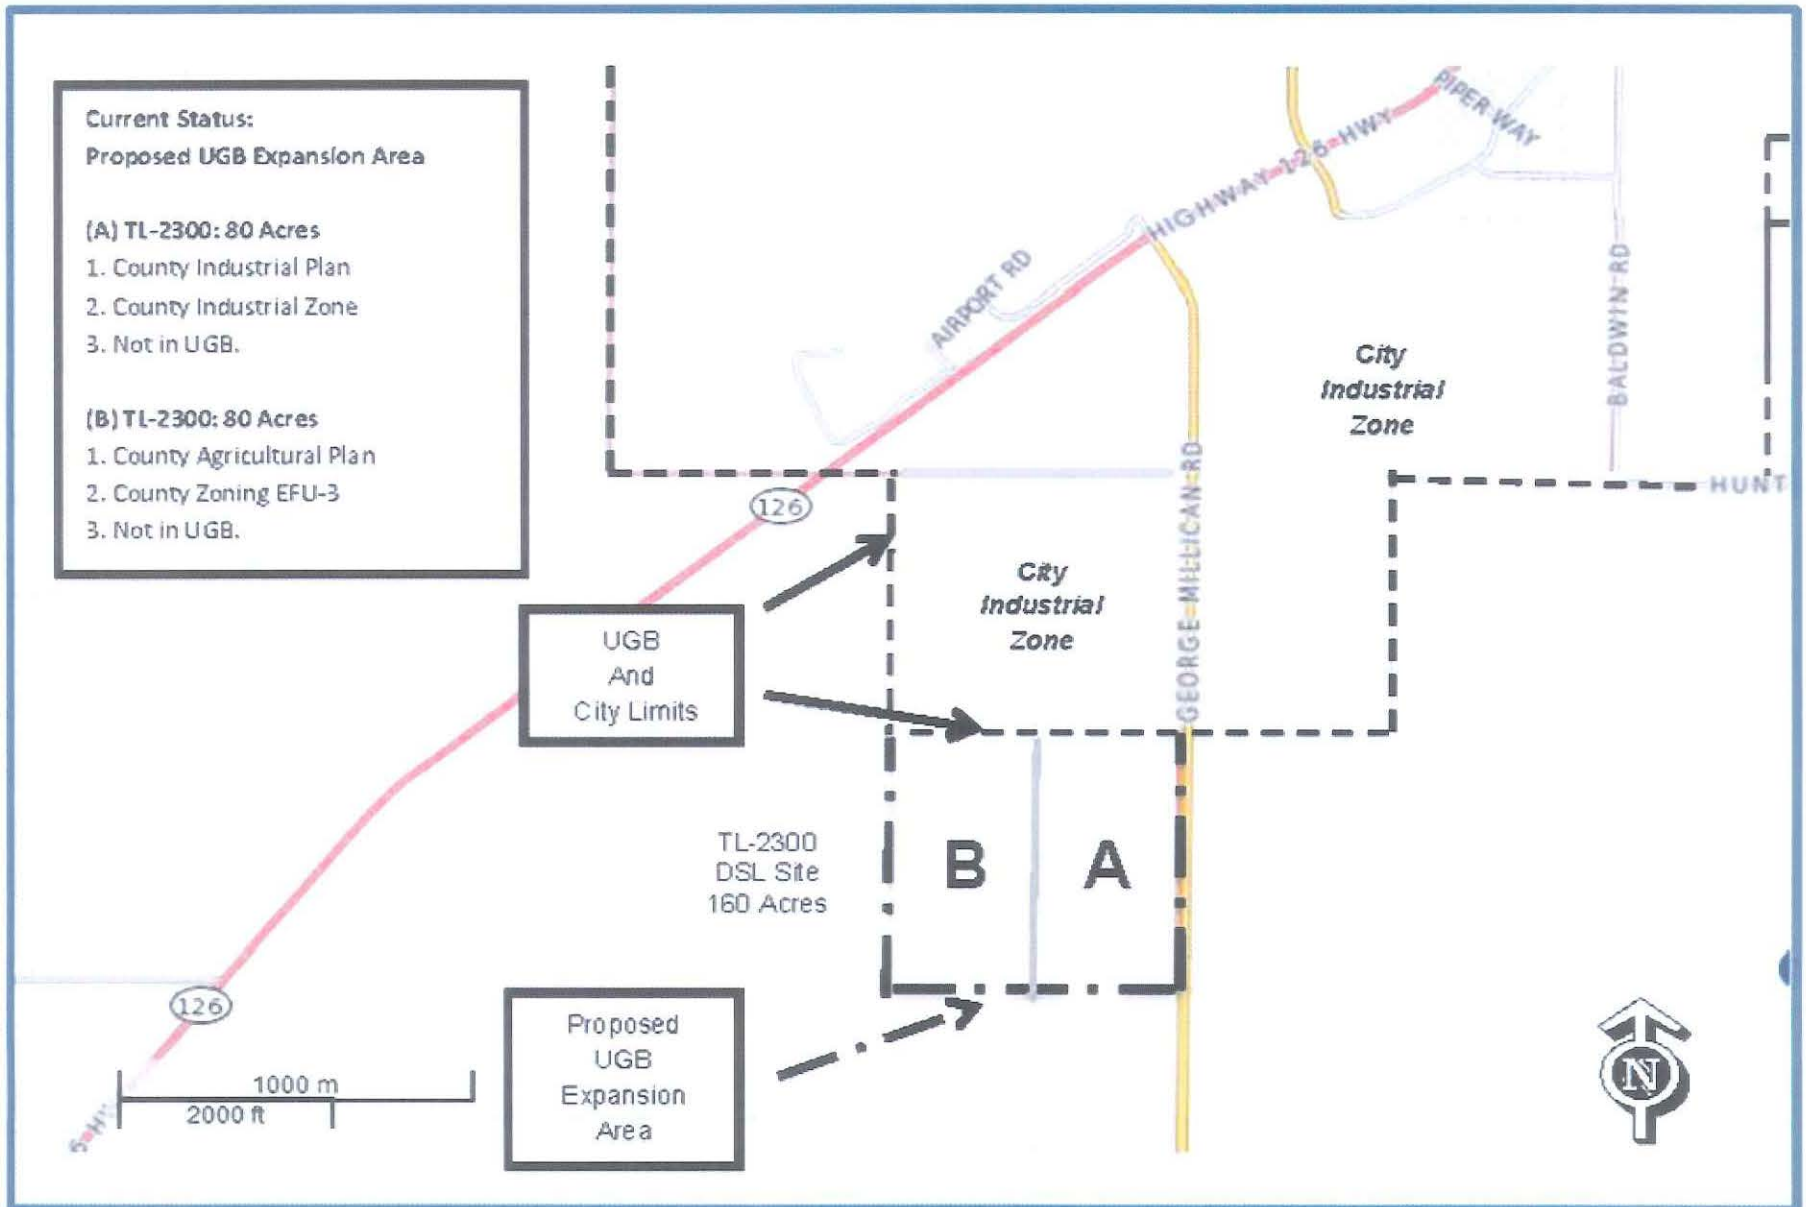 Current Status:
Proposed UGB Expansion Area
(A) TL-2300: 80 Acres
1. County Industrial Plan
2. County Industrial Zone
3. Not in UGB.
(B) TL-2300: 80 Acres
1. County Agricultural Plan
2. County Zoning EFU-3
3. Not in UGB.
PIPER WAY
HIGHWAY 126 HWY
AIRPORT RD
BALDWIN RD
City
Industrial
Zone
HUNT
126
GEORGE MILLICAN RD
City
Industrial
Zone
UGB
And
City Limits
TL-2300
DSL Site
160 Acres
B
A
126
Proposed
UGB
Expansion
Area
1000 m
2000 ft
N